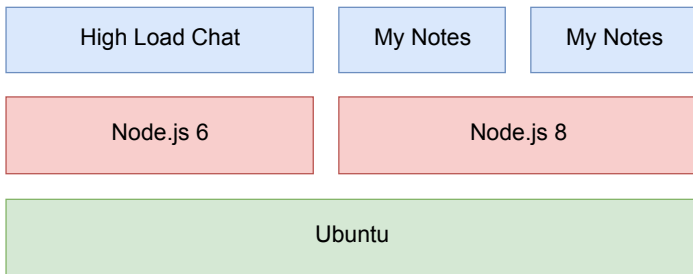 High Load Chat
My Notes
My Notes
Node.js 6
Node.js 8
Ubuntu